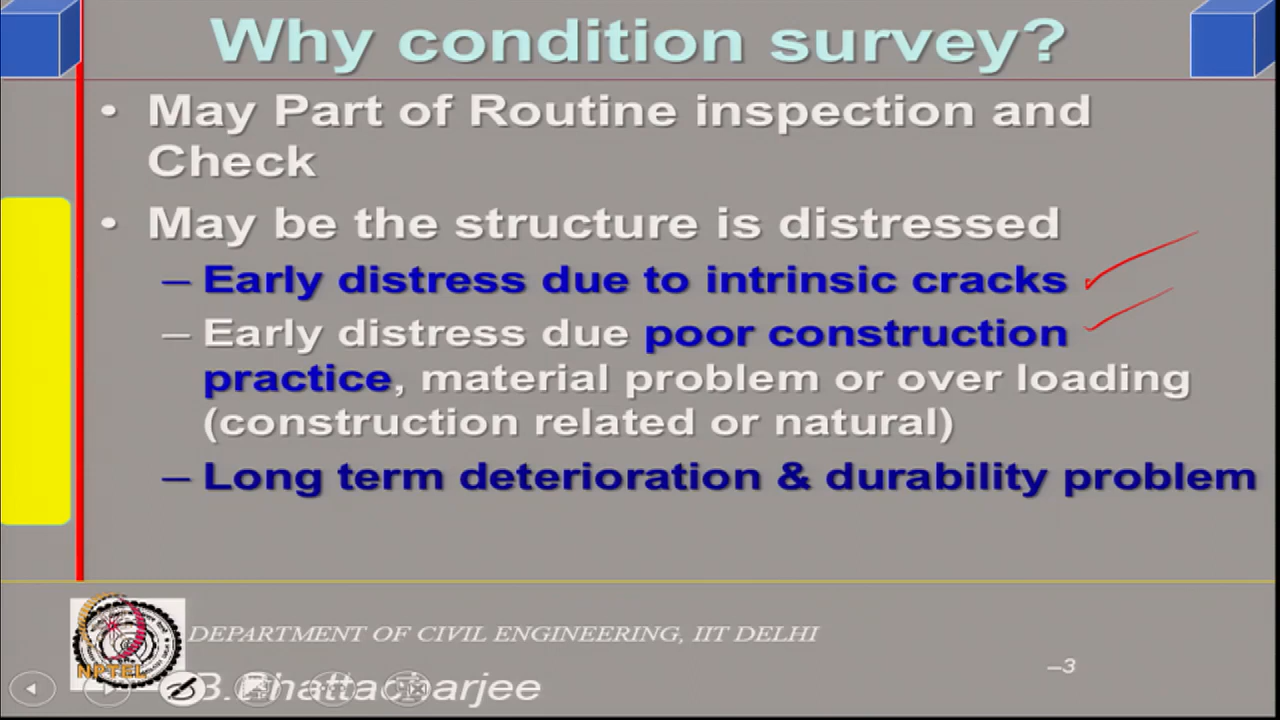 Why condition survey?
• May Part of Routine inspection and
Check
• May be the structure is distressed
– Early distress due to intrinsic cracks
– Early distress due poor construction
practice, material problem or over loading
(construction related or natural)
– Long term deterioration & durability problem
DEPARTMENT OF CIVIL ENGINEERING, IIT DELHI
NPTEL
–3
B.Bhattacharjee